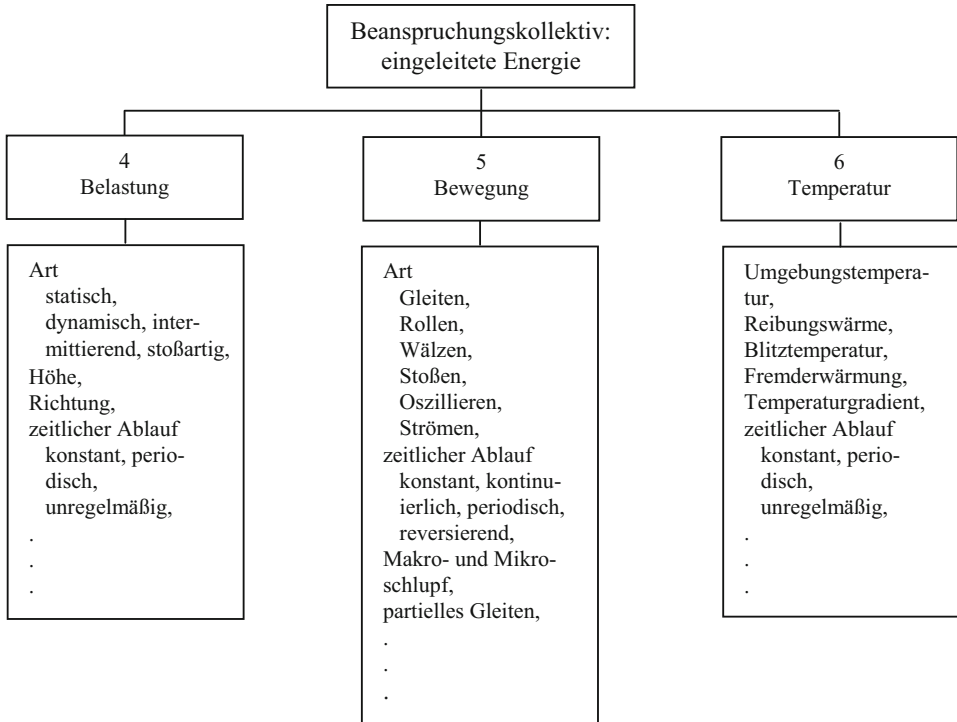 Beanspruchungskollektiv:
eingeleitete Energie
4
Belastung
Art
statisch,
dynamisch, inter-
mittierend, stoßartig,
Höhe,
Richtung,
zeitlicher Ablauf
konstant, perio-
disch,
unregelmäßig,
.
.
.
5
Bewegung
Art
Gleiten,
Rollen,
Wälzen,
Stoßen,
Oszillieren,
Strömen,
zeitlicher Ablauf
konstant, kontinu-
ierlich, periodisch,
reversierend,
Makro- und Mikro-
schlupf,
partielles Gleiten,
.
.
.
6
Temperatur
Umgebungstempera-
tur,
Reibungswärme,
Blitztemperatur,
Fremderwärmung,
Temperaturgradient,
zeitlicher Ablauf
konstant, perio-
disch,
unregelmäßig,
.
.
.